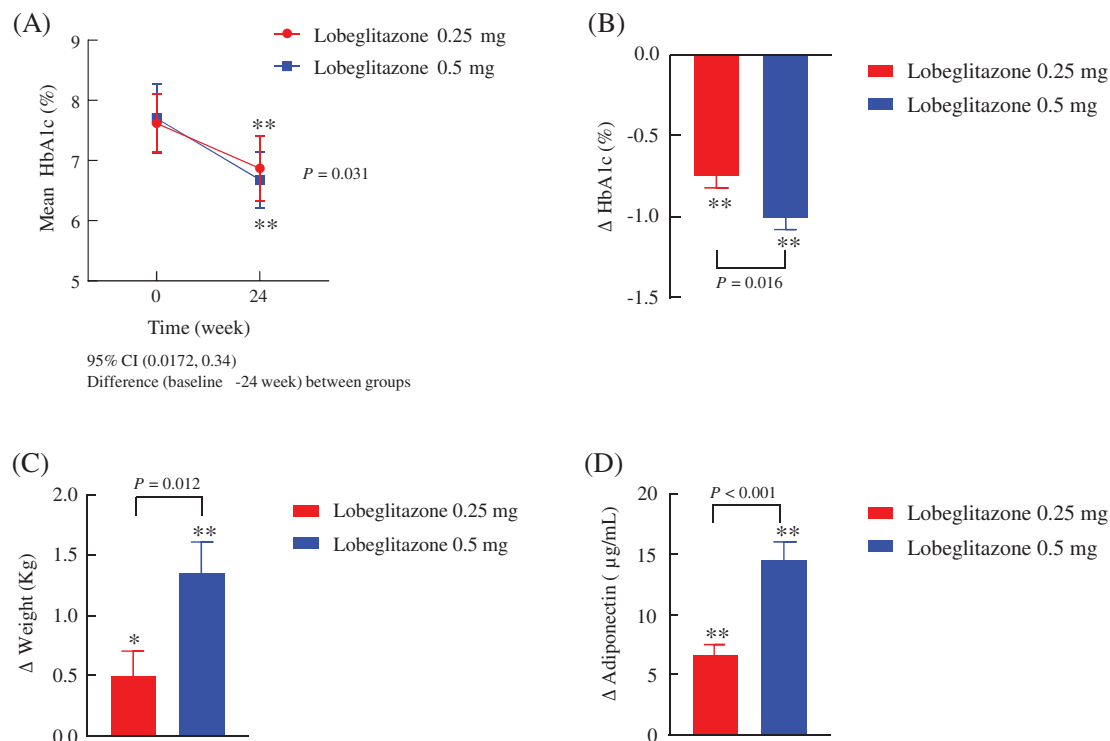 (A)
9
8
7
6
5
Mean HbA1c (%)
Lobeglitazone 0.25 mg
Lobeglitazone 0.5 mg
**
P = 0.031
**
0
24
Time (week)
95% CI (0.0172, 0.34)
Difference (baseline -24 week) between groups
(B)
0.0
-0.5
-1.0
-1.5
Δ HbA1c (%)
Lobeglitazone 0.25 mg
Lobeglitazone 0.5 mg
**
**
P = 0.016
(C)
2.0
1.5
1.0
0.5
0.0
Δ Weight (Kg)
P = 0.012
*
**
Lobeglitazone 0.25 mg
Lobeglitazone 0.5 mg
(D)
20
15
10
5
0
Δ Adiponectin ( μg/mL)
P < 0.001
**
**
Lobeglitazone 0.25 mg
Lobeglitazone 0.5 mg